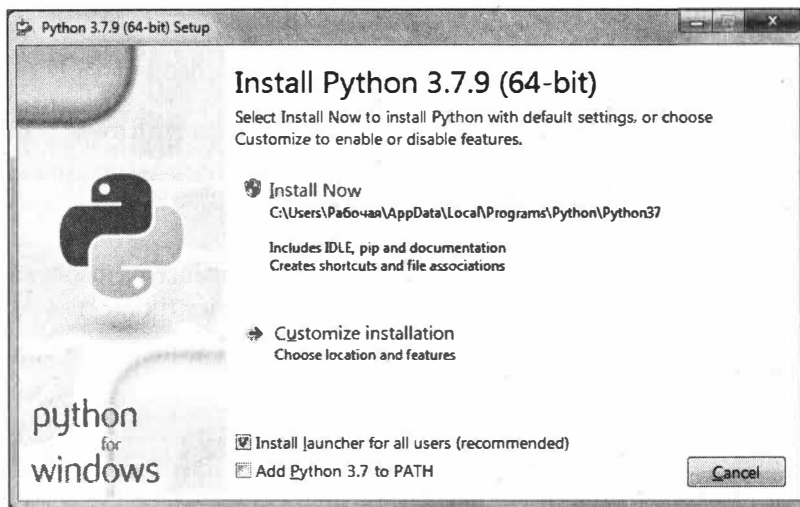 Python 3.7.9 (64-bit) Setup
Install Python 3.7.9 (64-bit)
Select Install Now to install Python with default settings, or choose
Customize to enable or disable features.
Install Now
C:\Users\Рабочая\AppData\Local\Programs\Python\Python37
Includes IDLE, pip and documentation
Creates shortcuts and file associations
Customize installation
Choose location and features
python
for
windows
Install launcher for all users (recommended)
Add Python 3.7 to PATH
Cancel